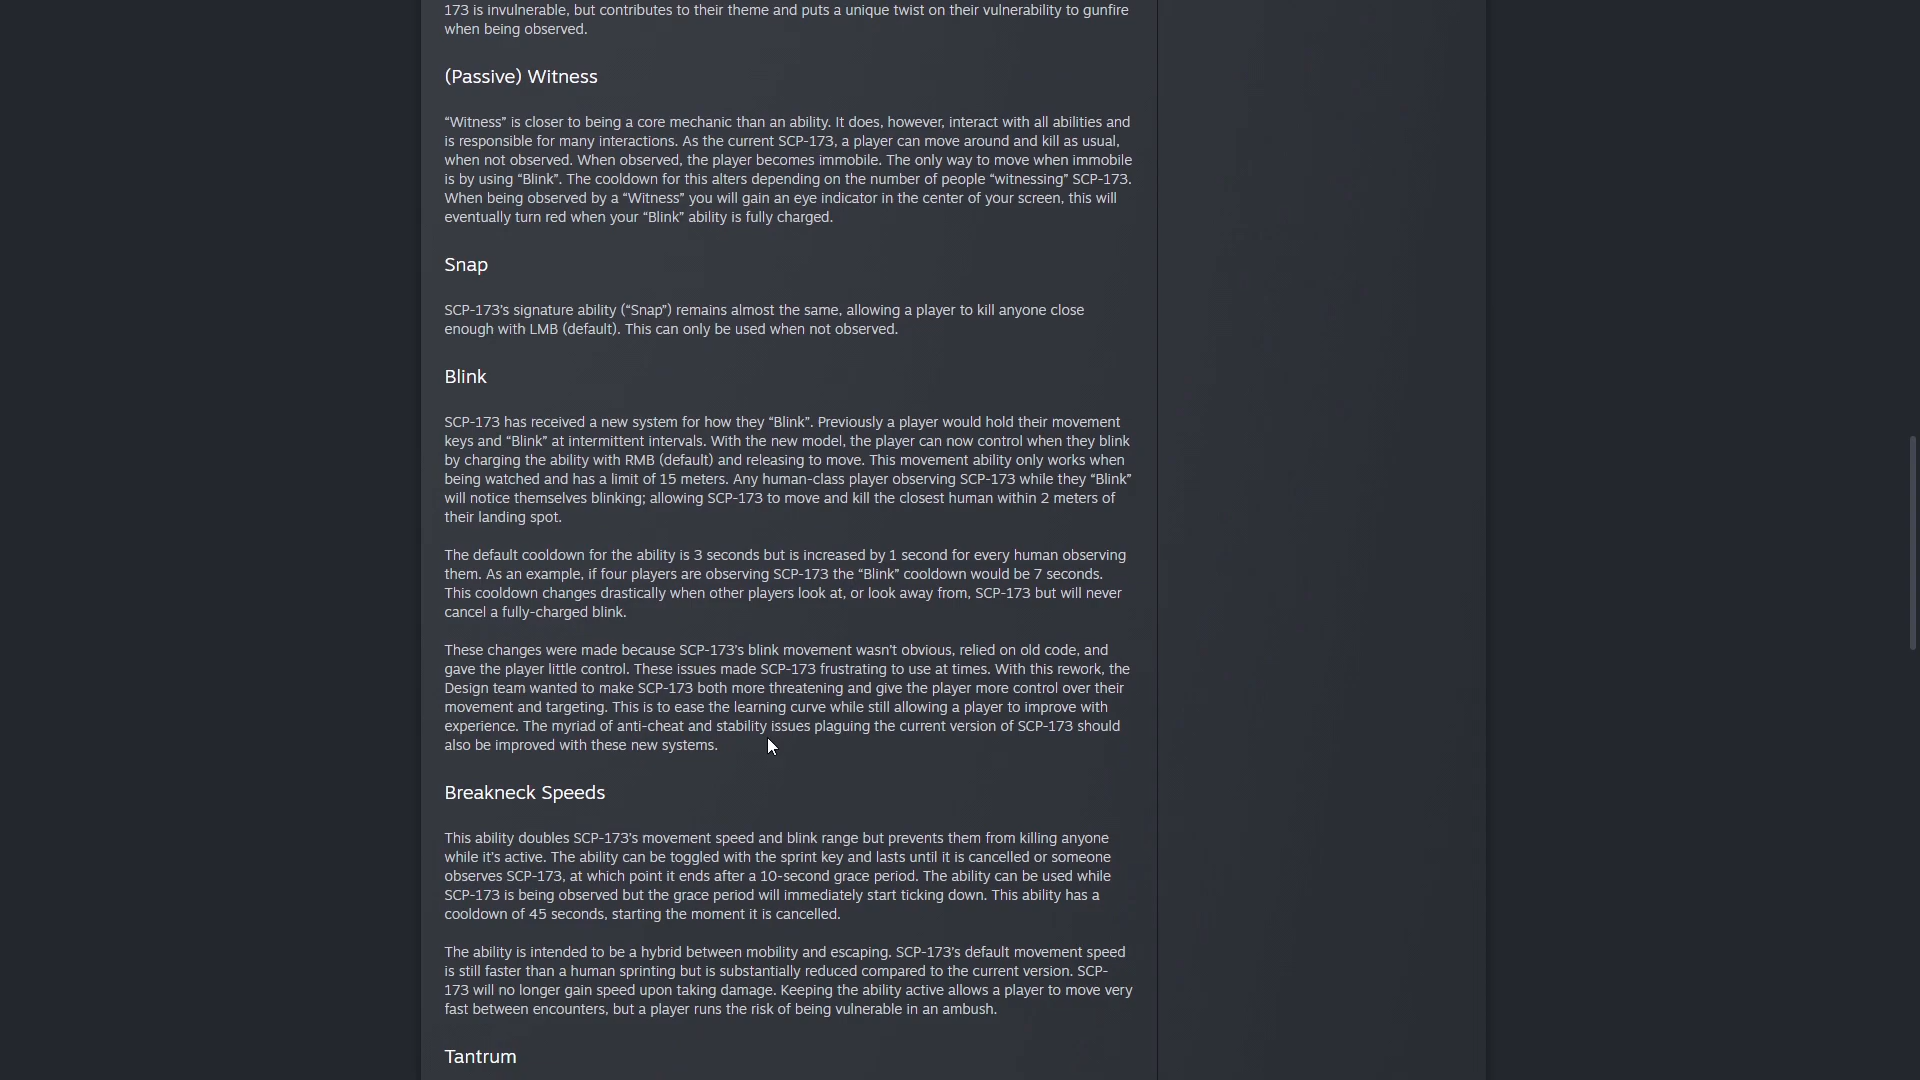 173 is invulnerable, but contributes to their theme and puts a unique twist on their vulnerability to gunfire
when being observed.
(Passive) Witness
“Witness” is closer to being a core mechanic than an ability. It does, however, interact with all abilities and
is responsible for many interactions. As the current SCP-173, a player can move around and kill as usual,
when not observed. When observed, the player becomes immobile. The only way to move when immobile
is by using “Blink”. The cooldown for this alters depending on the number of people “witnessing” SCP-173.
When being observed by a “Witness” you will gain an eye indicator in the center of your screen, this will
eventually turn red when your “Blink” ability is fully charged.
Snap
SCP-173’s signature ability (“Snap”) remains almost the same, allowing a player to kill anyone close
enough with LMB (default). This can only be used when not observed.
Blink
SCP-173 has received a new system for how they “Blink”. Previously a player would hold their movement
keys and “Blink” at intermittent intervals. With the new model, the player can now control when they blink
by charging the ability with RMB (default) and releasing to move. This movement ability only works when
being watched and has a limit of 15 meters. Any human-class player observing SCP-173 while they “Blink”
will notice themselves blinking; allowing SCP-173 to move and kill the closest human within 2 meters of
their landing spot.
The default cooldown for the ability is 3 seconds but is increased by 1 second for every human observing
them. As an example, if four players are observing SCP-173 the “Blink” cooldown would be 7 seconds.
This cooldown changes drastically when other players look at, or look away from, SCP-173 but will never
cancel a fully-charged blink.
These changes were made because SCP-173’s blink movement wasn’t obvious, relied on old code, and
gave the player little control. These issues made SCP-173 frustrating to use at times. With this rework, the
Design team wanted to make SCP-173 both more threatening and give the player more control over their
movement and targeting. This is to ease the learning curve while still allowing a player to improve with
experience. The myriad of anti-cheat and stability issues plaguing the current version of SCP-173 should
also be improved with these new systems.
Breakneck Speeds
This ability doubles SCP-173’s movement speed and blink range but prevents them from killing anyone
while it’s active. The ability can be toggled with the sprint key and lasts until it is cancelled or someone
observes SCP-173, at which point it ends after a 10-second grace period. The ability can be used while
SCP-173 is being observed but the grace period will immediately start ticking down. This ability has a
cooldown of 45 seconds, starting the moment it is cancelled.
The ability is intended to be a hybrid between mobility and escaping. SCP-173’s default movement speed
is still faster than a human sprinting but is substantially reduced compared to the current version. SCP-
173 will no longer gain speed upon taking damage. Keeping the ability active allows a player to move very
fast between encounters, but a player runs the risk of being vulnerable in an ambush.
Tantrum